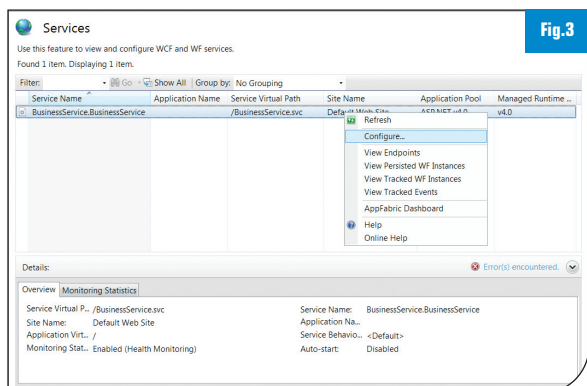 Services
Fig.3
Use this feature to view and configure WCF and WF services.
Found 1 item. Displaying 1 item.
Filter: Go Show All Group by: No Grouping
Service Name Application Name Service Virtual Path Site Name Application Pool Managed Runtime ...
BusinessService.BusinessService /BusinessService.svc Default Web Site ASP.NET v4.0 v4.0
Refresh
Configure...
View Endpoints
View Persisted WF Instances
View Tracked WF Instances
View Tracked Events
AppFabric Dashboard
Help
Online Help
Details: Error(s) encountered.
Overview Monitoring Statistics
Service Virtual P... /BusinessService.svc Service Name: BusinessService.BusinessService
Site Name: Default Web Site Application Na...
Application Virt... / Service Behavio... <Default>
Monitoring Stat... Enabled (Health Monitoring) Auto-start: Disabled